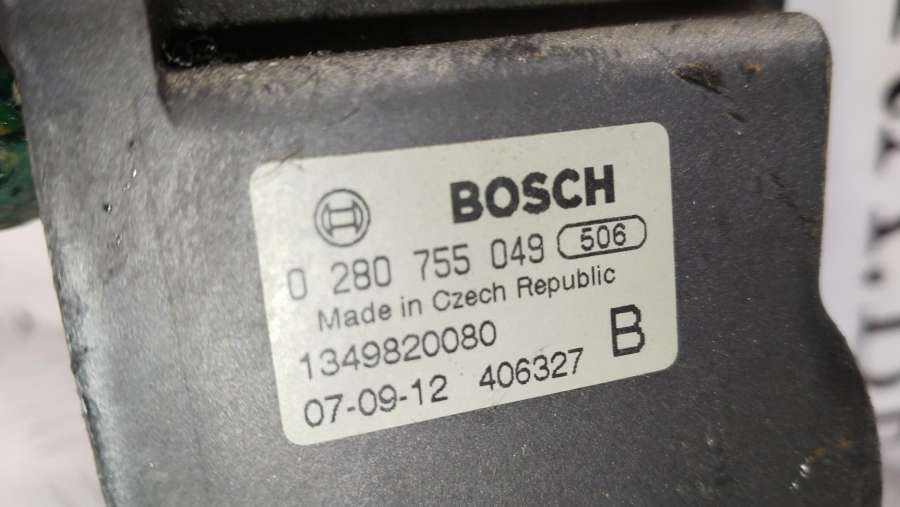 BOSCH
0 280 755 049 506
Made in Czech Republic
1349820080 B
07-09-12 406327